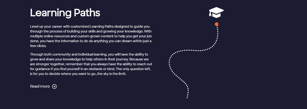 Learning Paths
Level up your career with customized Learning Paths designed to guide you
through the process of building your skills and growing your knowledge. With
multiple online resources and custom grown content to help you get your job
done, you have the information to do anything you can dream within just a
few clicks.
Through both community and individual learning, you will have the ability to
grow and share your knowledge to help others in their journey. Because we
are stronger together, remember that you always have the ability to reach out
for guidance if you find yourself in an obstacle or bind. The only question left,
is for you to decide where you want to go...the sky is the limit!
Read more